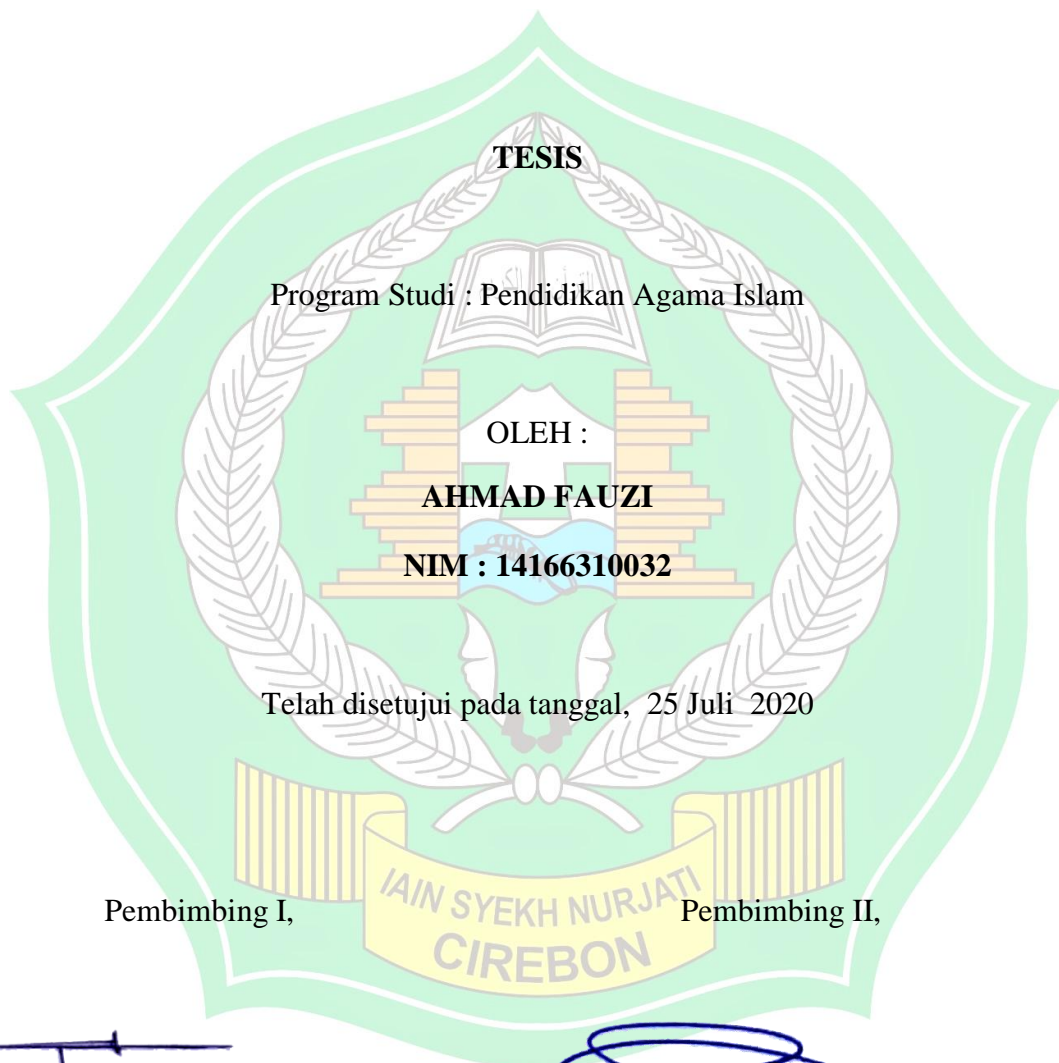 TESIS
Program Studi : Pendidikan Agama Islam
OLEH :
AHMAD FAUZI
NIM : 14166310032
Telah disetujui pada tanggal, 25 Juli 2020
Pembimbing I, Pembimbing II,
IAIN SYEKH NURJATI
CIREBON